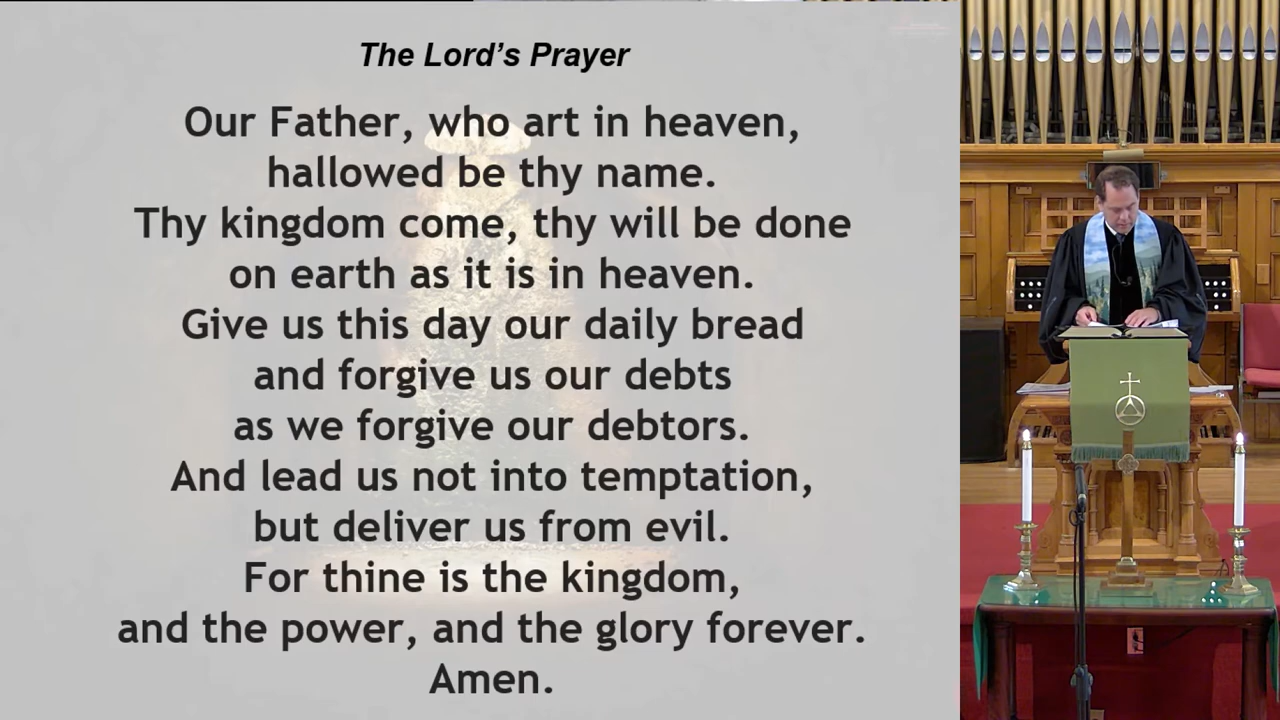 The Lord's Prayer
Our Father, who art in heaven,
hallowed be thy name.
Thy kingdom come, thy will be done
on earth as it is in heaven.
Give us this day our daily bread
and forgive us our debts
as we forgive our debtors.
And lead us not into temptation,
but deliver us from evil.
For thine is the kingdom,
and the power, and the glory forever.
Amen.